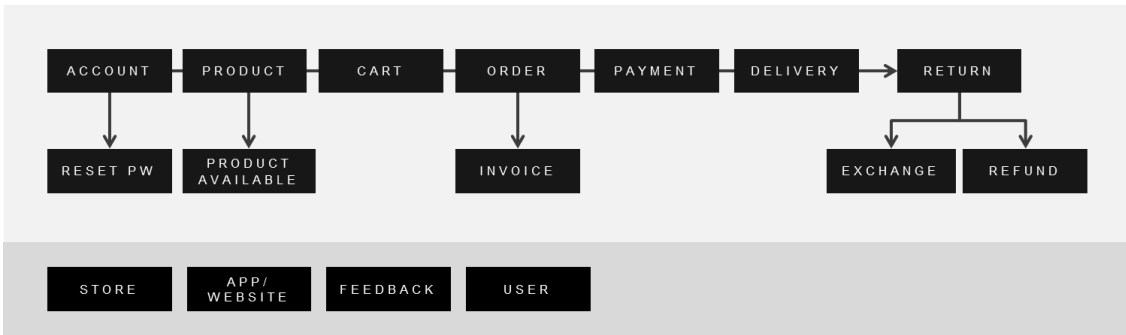 ACCOUNT
PRODUCT
CART
ORDER
PAYMENT
DELIVERY
RETURN
RESET PW
PRODUCT
AVAILABLE
INVOICE
EXCHANGE
REFUND
STORE
APP/
WEBSITE
FEEDBACK
USER